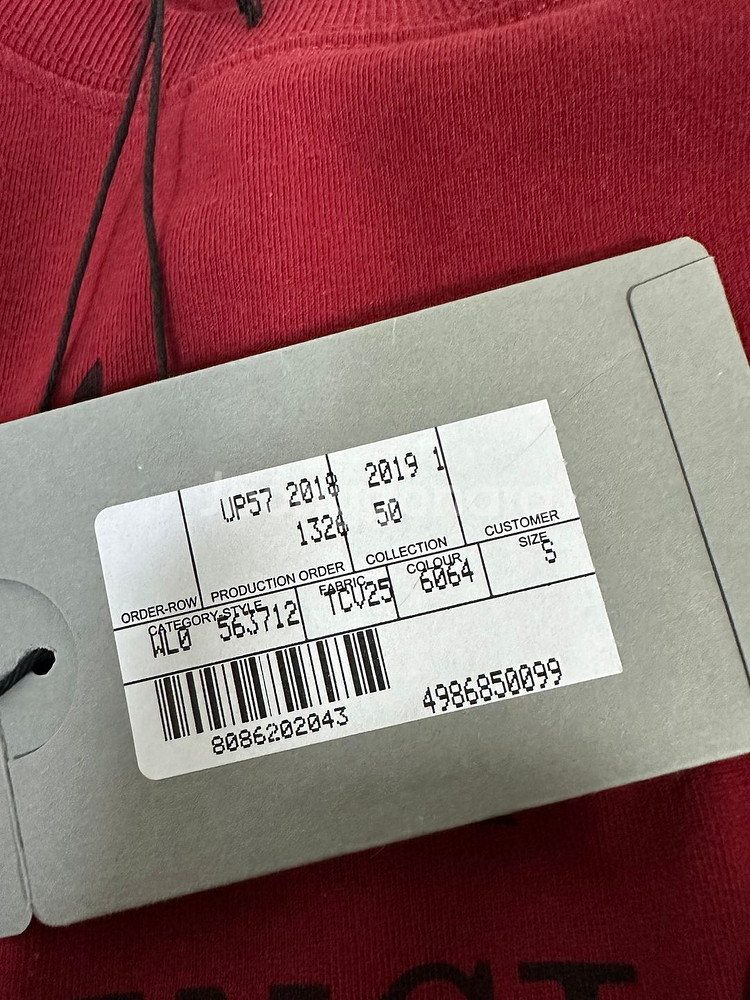 UP57 2018 2019 1
1326 50
ORDER-ROW PRODUCTION ORDER COLLECTION CUSTOMER
CATEGORY-STYLE FABRIC COLOUR SIZE
WL0 563712 TCV25 6064 S
8086202043 4986850099